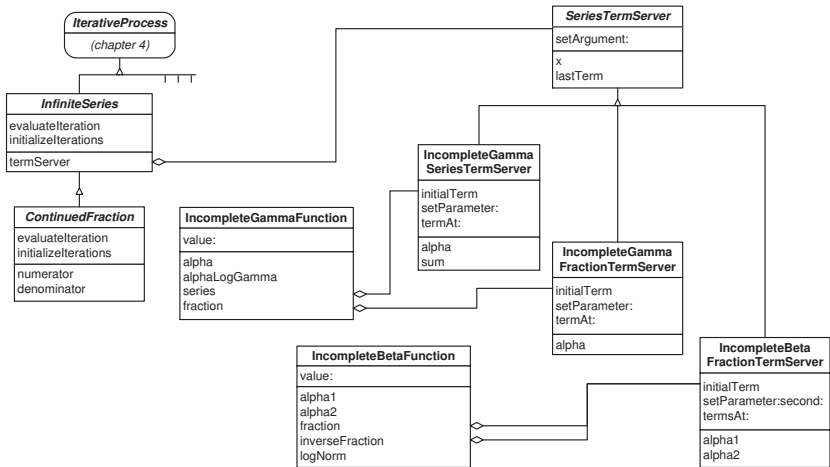 IterativeProcess
(chapter 4)
InfiniteSeries
evaluateIteration
initializeIterations
termServer
ContinuedFraction
evaluateIteration
initializeIterations
numerator
denominator
SeriesTermServer
setArgument:
x
lastTerm
IncompleteGamma
SeriesTermServer
initialTerm
setParameter:
termAt:
alpha
sum
IncompleteGammaFunction
value:
alpha
alphaLogGamma
series
fraction
IncompleteGamma
FractionTermServer
initialTerm
setParameter:
termAt:
alpha
IncompleteBetaFunction
value:
alpha1
alpha2
fraction
inverseFraction
logNorm
IncompleteBeta
FractionTermServer
initialTerm
setParameter:second:
termsAt:
alpha1
alpha2